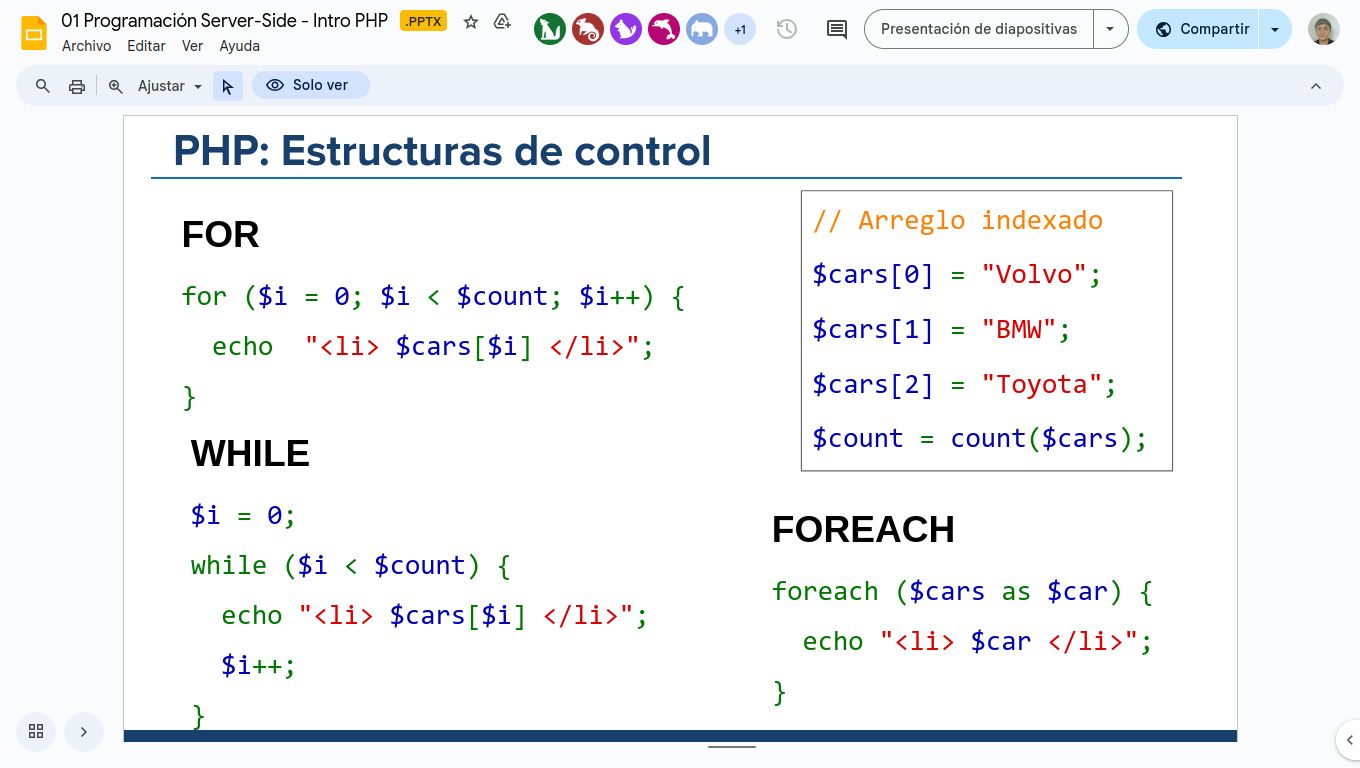 01 Programación Server-Side - Intro PHP .PPTX
Archivo Editar Ver Ayuda
+1
Presentación de diapositivas
Compartir
Ajustar
Solo ver
PHP: Estructuras de control
FOR
for ($i = 0; $i < $count; $i++) {
echo "<li> $cars[$i] </li>";
}
WHILE
$i = 0;
while ($i < $count) {
echo "<li> $cars[$i] </li>";
$i++;
}
// Arreglo indexado
$cars[0] = "Volvo";
$cars[1] = "BMW";
$cars[2] = "Toyota";
$count = count($cars);
FOREACH
foreach ($cars as $car) {
echo "<li> $car </li>";
}